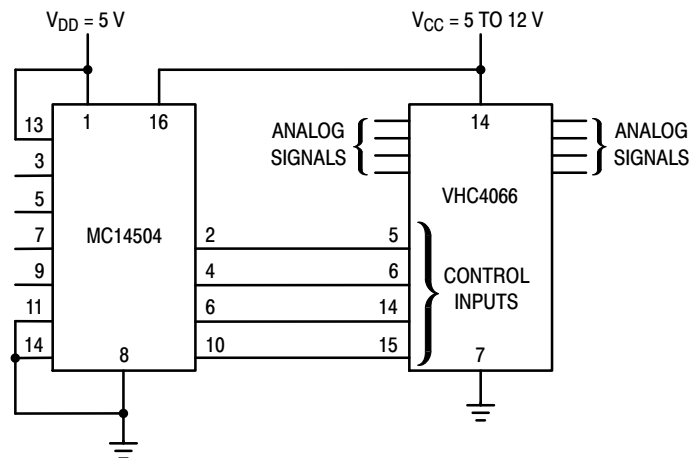 VDD = 5 V
VCC = 5 TO 12 V
13
1
16
3
5
7
9
11
14
MC14504
8
2
4
6
10
ANALOG
SIGNALS
14
ANALOG
SIGNALS
VHC4066
5
6
14
15
CONTROL
INPUTS
7